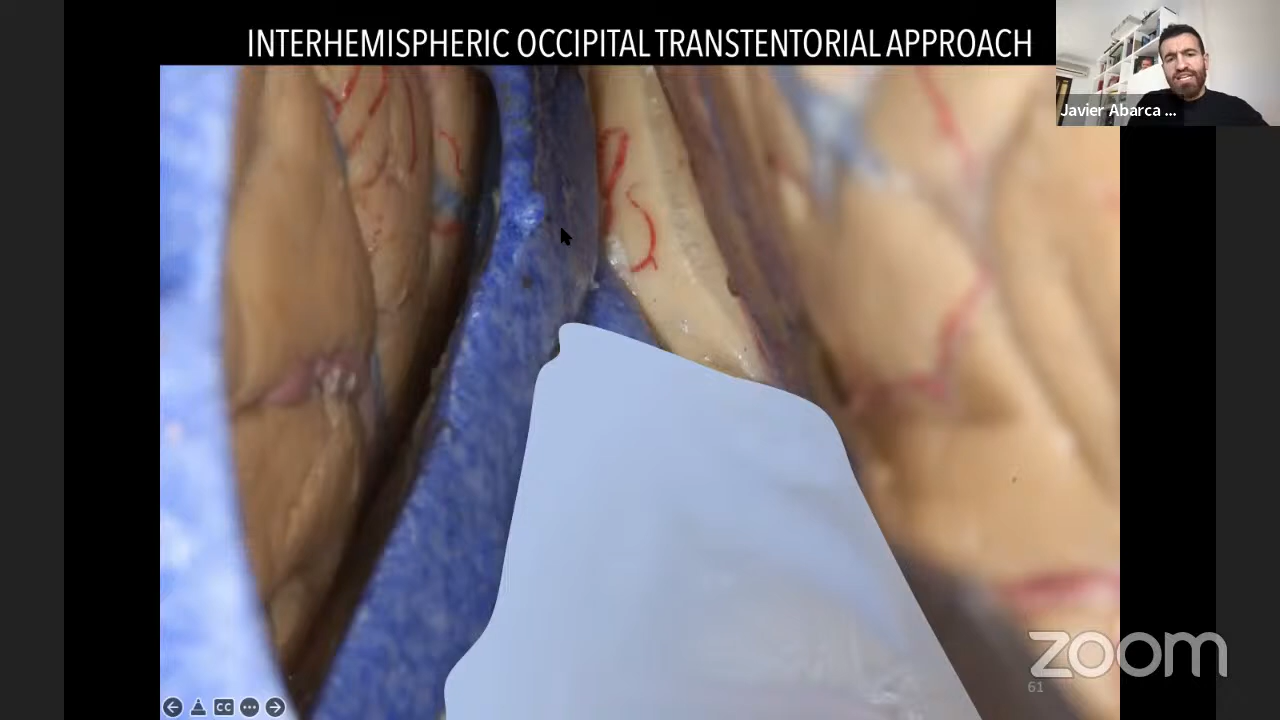 INTERHEMISPHERIC OCCIPITAL TRANSTENTORIAL APPROACH
Javier Abarca ...
zoom
61
CC